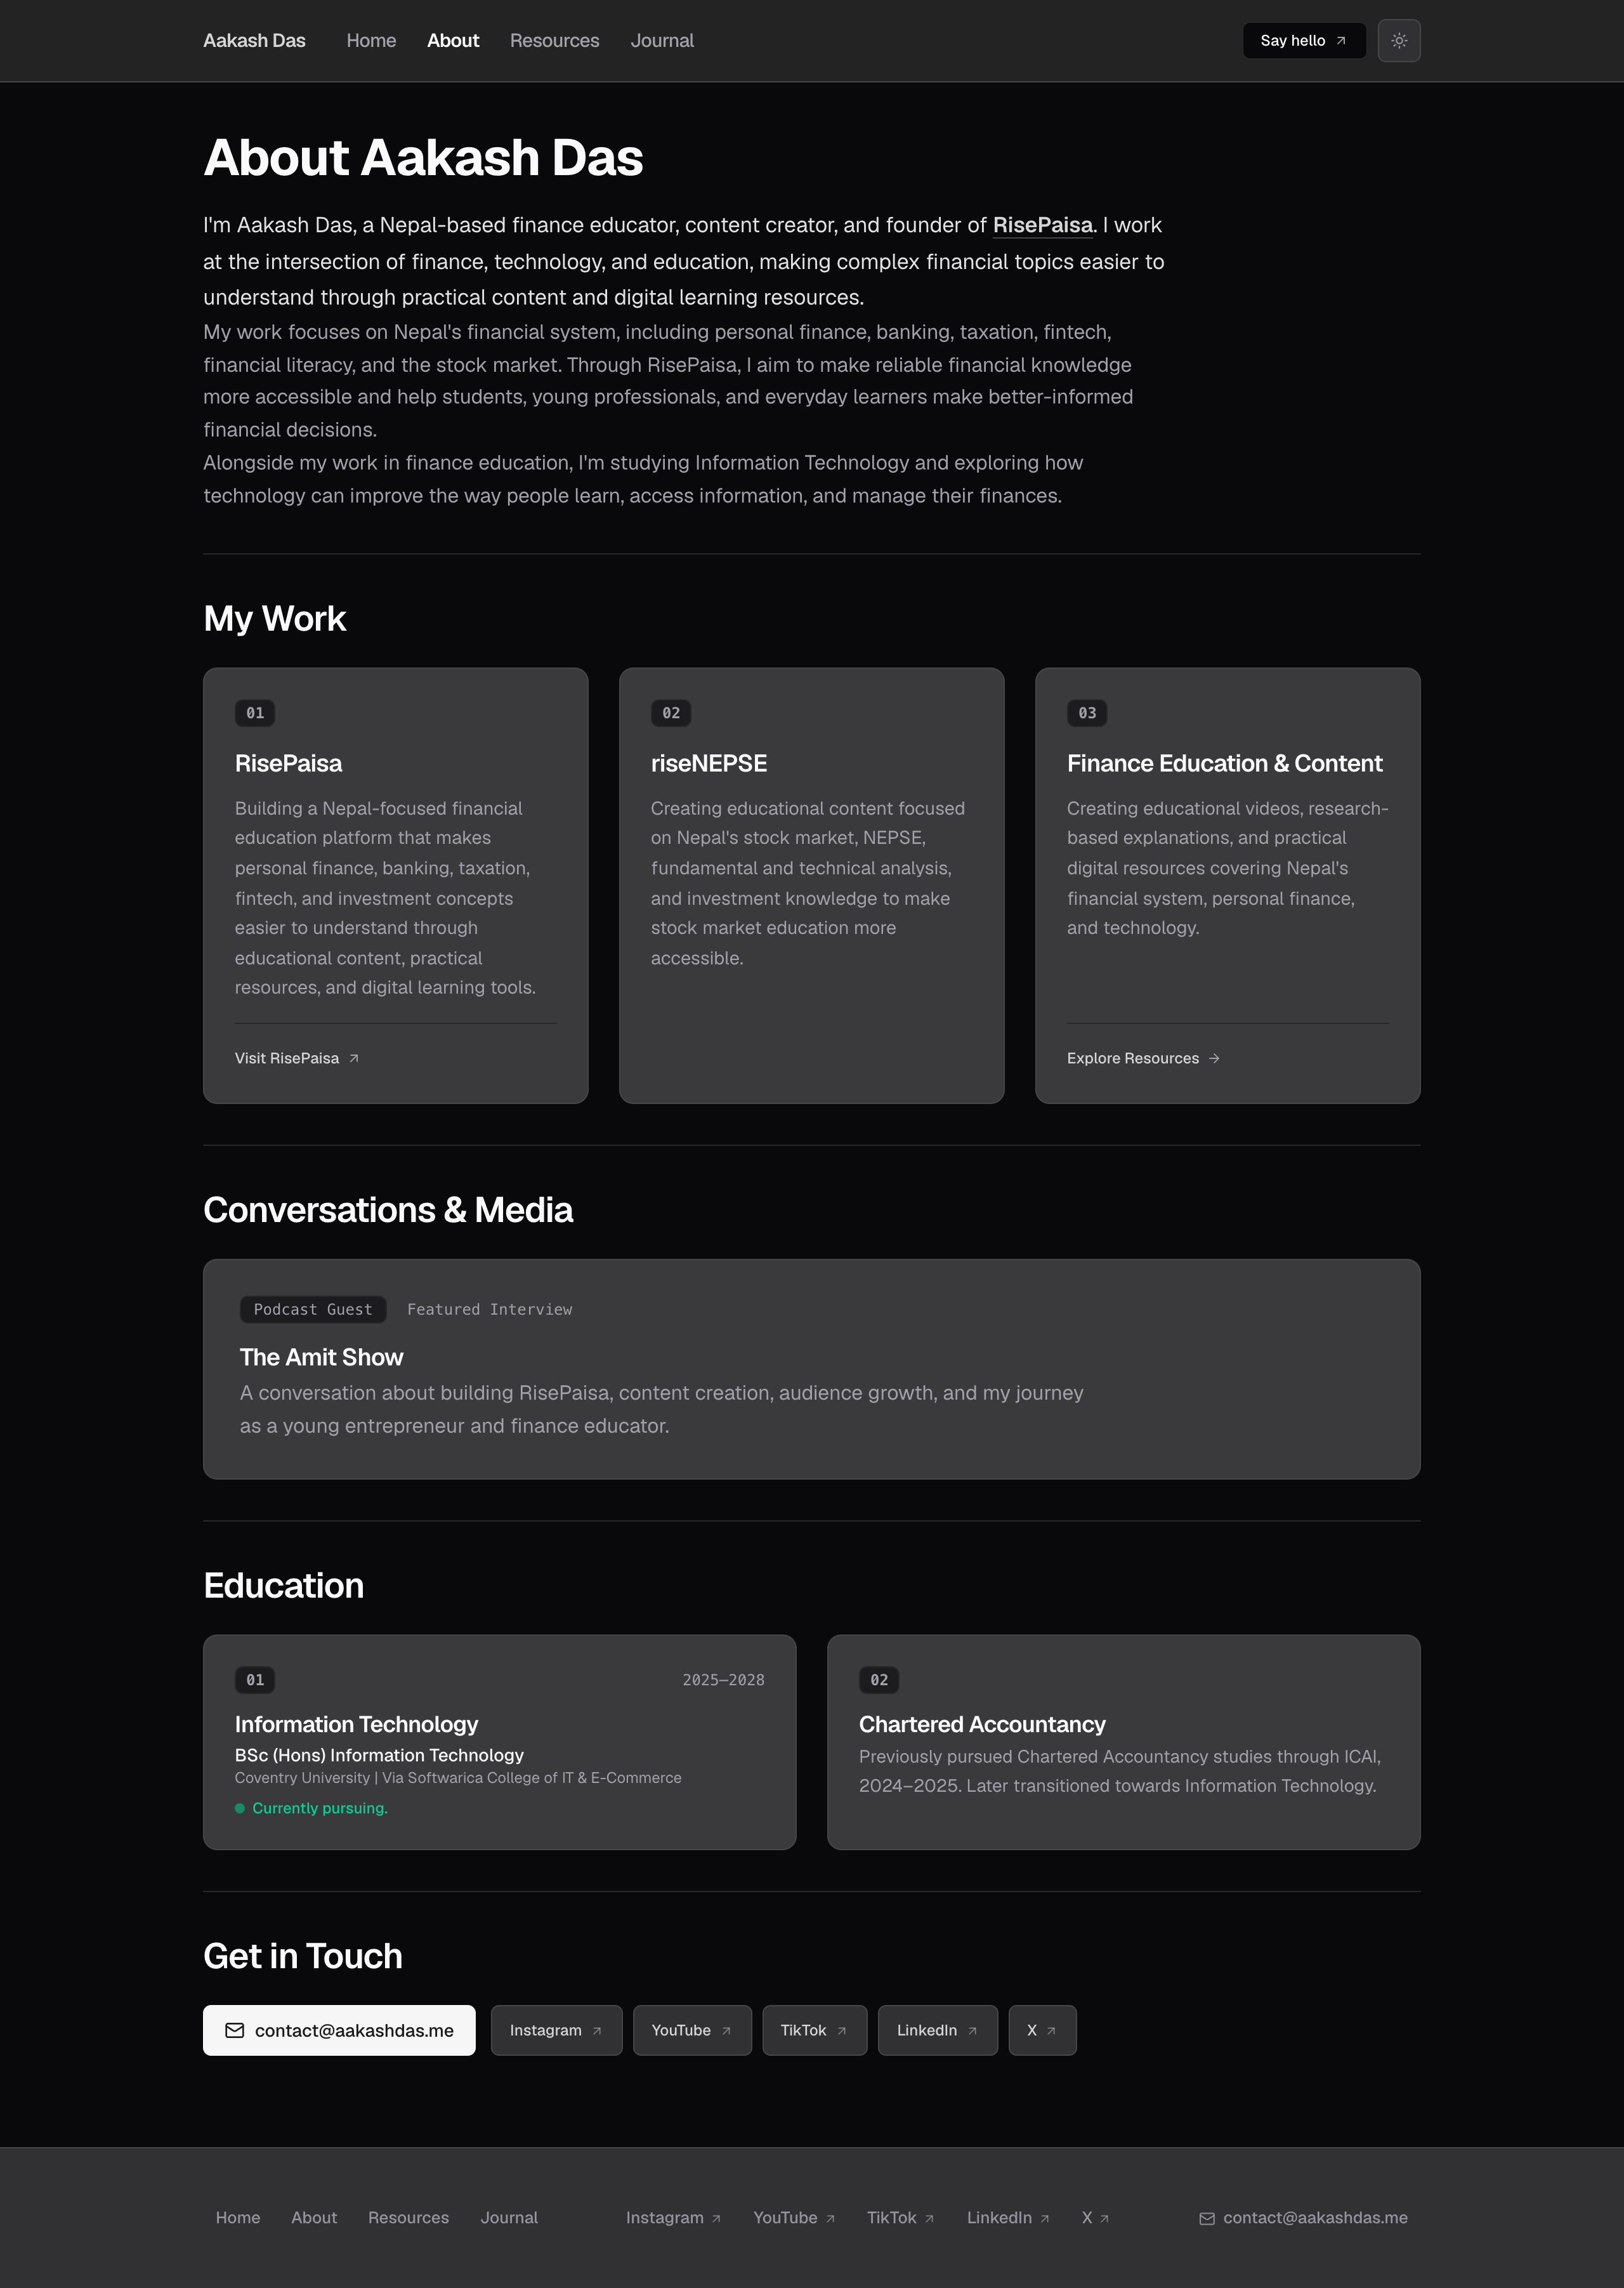 Aakash Das Home About Resources Journal Say hello
About Aakash Das
I'm Aakash Das, a Nepal-based finance educator, content creator, and founder of RisePaisa. I work
at the intersection of finance, technology, and education, making complex financial topics easier to
understand through practical content and digital learning resources.
My work focuses on Nepal's financial system, including personal finance, banking, taxation, fintech,
financial literacy, and the stock market. Through RisePaisa, I aim to make reliable financial knowledge
more accessible and help students, young professionals, and everyday learners make better-informed
financial decisions.
Alongside my work in finance education, I'm studying Information Technology and exploring how
technology can improve the way people learn, access information, and manage their finances.
My Work
01
RisePaisa
Building a Nepal-focused financial
education platform that makes
personal finance, banking, taxation,
fintech, and investment concepts
easier to understand through
educational content, practical
resources, and digital learning tools.
Visit RisePaisa
02
riseNEPSE
Creating educational content focused
on Nepal's stock market, NEPSE,
fundamental and technical analysis,
and investment knowledge to make
stock market education more
accessible.
03
Finance Education & Content
Creating educational videos, research-
based explanations, and practical
digital resources covering Nepal's
financial system, personal finance,
and technology.
Explore Resources
Conversations & Media
Podcast Guest Featured Interview
The Amit Show
A conversation about building RisePaisa, content creation, audience growth, and my journey
as a young entrepreneur and finance educator.
Education
01 2025–2028
Information Technology
BSc (Hons) Information Technology
Coventry University | Via Softwarica College of IT & E-Commerce
Currently pursuing.
02
Chartered Accountancy
Previously pursued Chartered Accountancy studies through ICAI,
2024–2025. Later transitioned towards Information Technology.
Get in Touch
contact@aakashdas.me Instagram YouTube TikTok LinkedIn X
Home About Resources Journal Instagram YouTube TikTok LinkedIn X contact@aakashdas.me